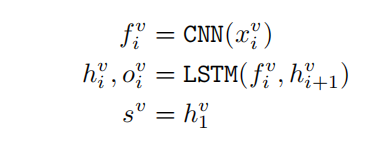 f_i^v = CNN(x_i^v)
h_i^v, o_i^v = LSTM(f_i^v, h_{i+1}^v)
s^v = h_1^v